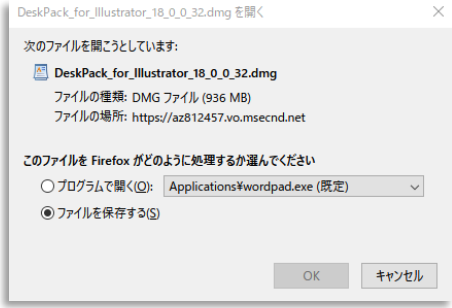 DeskPack_for_Illustrator_18_0_0_32.dmg を開く
次のファイルを開こうとしています:
DeskPack_for_Illustrator_18_0_0_32.dmg
ファイルの種類: DMG ファイル (936 MB)
ファイルの場所: https://az812457.vo.msecnd.net
このファイルを Firefox がどのように処理するか選んでください
プログラムで開く(O): Applications¥wordpad.exe (既定)
ファイルを保存する(S)
OK キャンセル